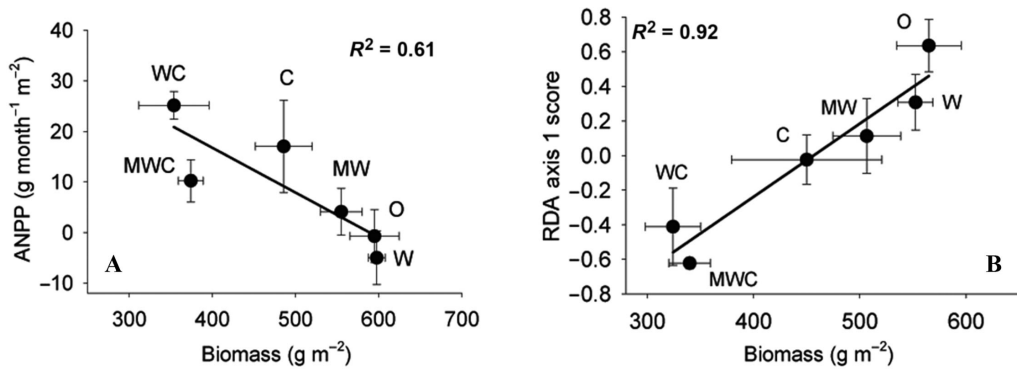 40
30
20
10
0
−10
ANPP (g month⁻¹ m⁻²)
R² = 0.61
WC
C
MWC
MW
O
W
A
300 400 500 600 700
Biomass (g m⁻²)
0.8
0.6
0.4
0.2
0.0
−0.2
−0.4
−0.6
−0.8
RDA axis 1 score
R² = 0.92
O
W
MW
C
WC
MWC
B
300 400 500 600
Biomass (g m⁻²)